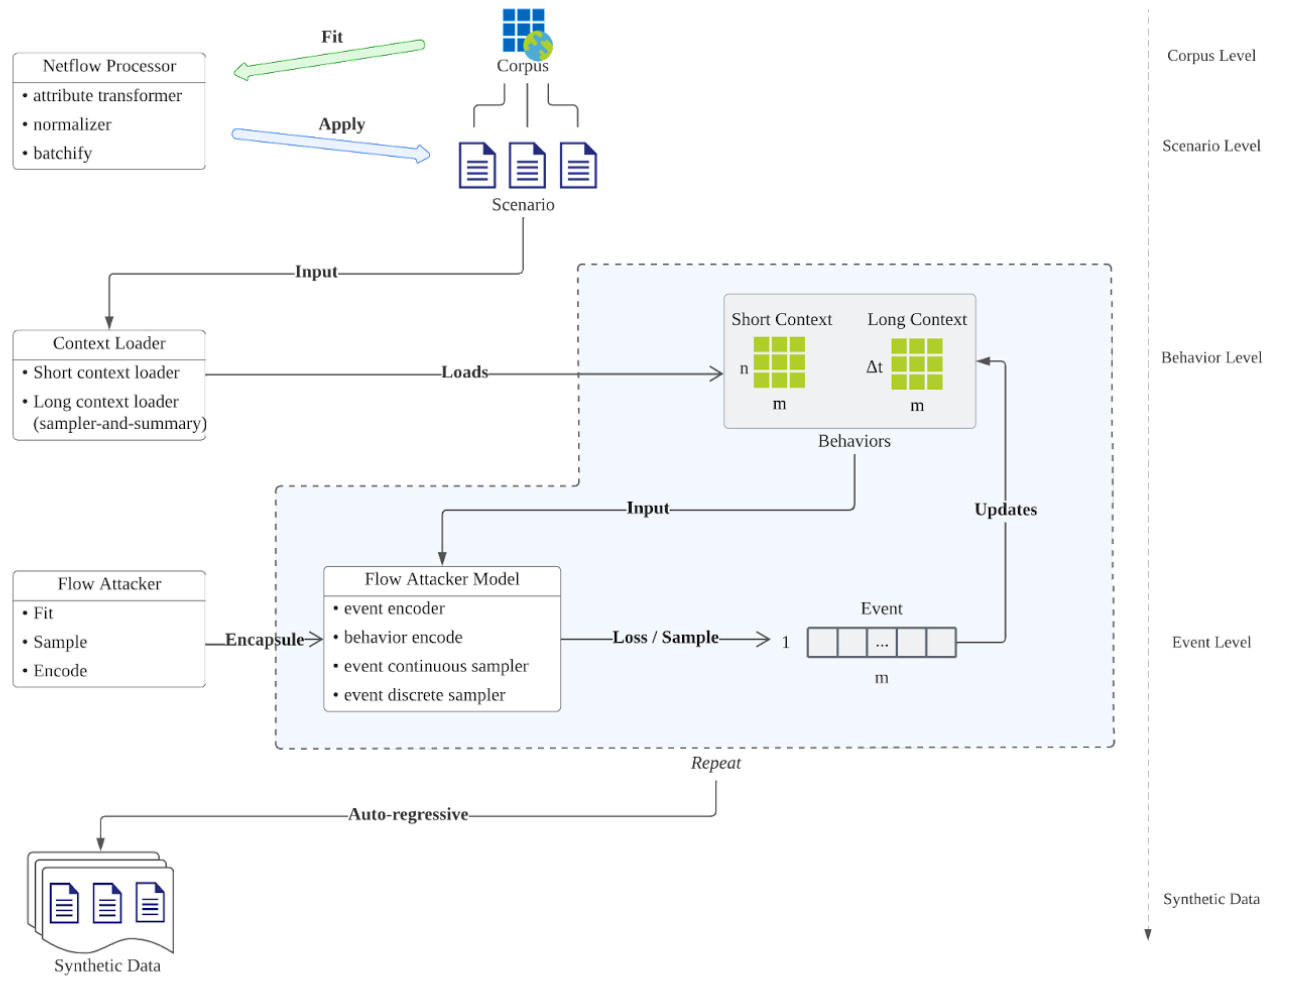 Fit
Corpus
Corpus Level
Netflow Processor
• attribute transformer
• normalizer
• batchify
Apply
Scenario Level
Scenario
Input
Context Loader
• Short context loader
• Long context loader
(sampler-and-summary)
Loads
Short Context
Long Context
n
m
Δt
m
Behaviors
Behavior Level
Input
Updates
Flow Attacker
• Fit
• Sample
• Encode
Encapsule
Flow Attacker Model
• event encoder
• behavior encode
• event continuous sampler
• event discrete sampler
Loss / Sample
Event
1
...
m
Event Level
Repeat
Auto-regressive
Synthetic Data
Synthetic Data